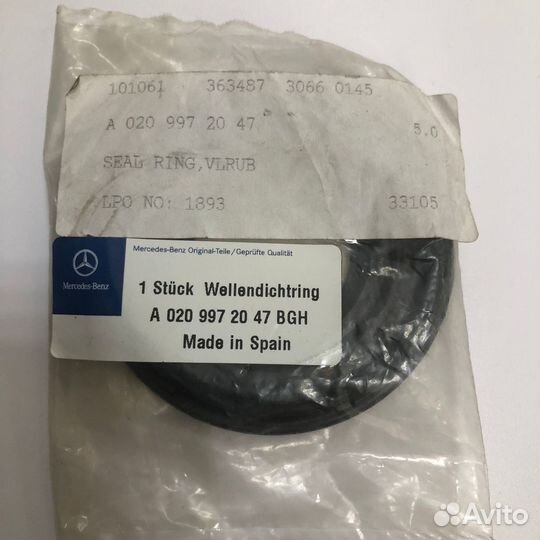 101061 363487 3066 0145
A 020 997 20 47 5.0
SEAL RING,VLRUB
LPO NO: 1893 33105
Mercedes-Benz Original-Teile/Geprüfte Qualität
Mercedes-Benz
1 Stück Wellendichtring
A 020 997 20 47 BGH
Made in Spain
Avito